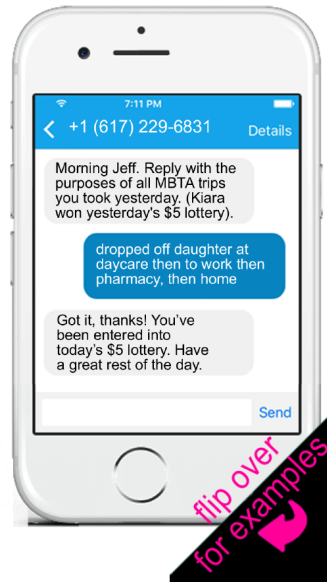 7:11 PM
+1 (617) 229-6831
Details
Morning Jeff. Reply with the
purposes of all MBTA trips
you took yesterday. (Kiara
won yesterday's $5 lottery).
dropped off daughter at
daycare then to work then
pharmacy, then home
Got it, thanks! You've
been entered into
today's $5 lottery. Have
a great rest of the day.
Send
flip over
for examples